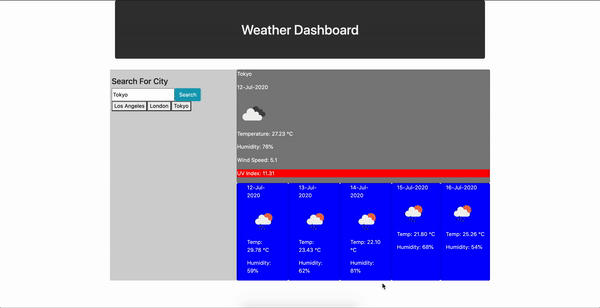 Weather Dashboard
Search For City
Tokyo
Search
Los Angeles London Tokyo
Tokyo
12-Jul-2020
Temperature: 27.23 °C
Humidity: 76%
Wind Speed: 5.1
UV Index: 11.31
12-Jul-
2020
Temp:
29.78 °C
Humidity:
59%
13-Jul-
2020
Temp:
23.43 °C
Humidity:
62%
14-Jul-
2020
Temp: 22.10
°C
Humidity:
81%
15-Jul-2020
Temp: 21.80 °C
Humidity: 68%
16-Jul-2020
Temp: 25.26 °C
Humidity: 54%